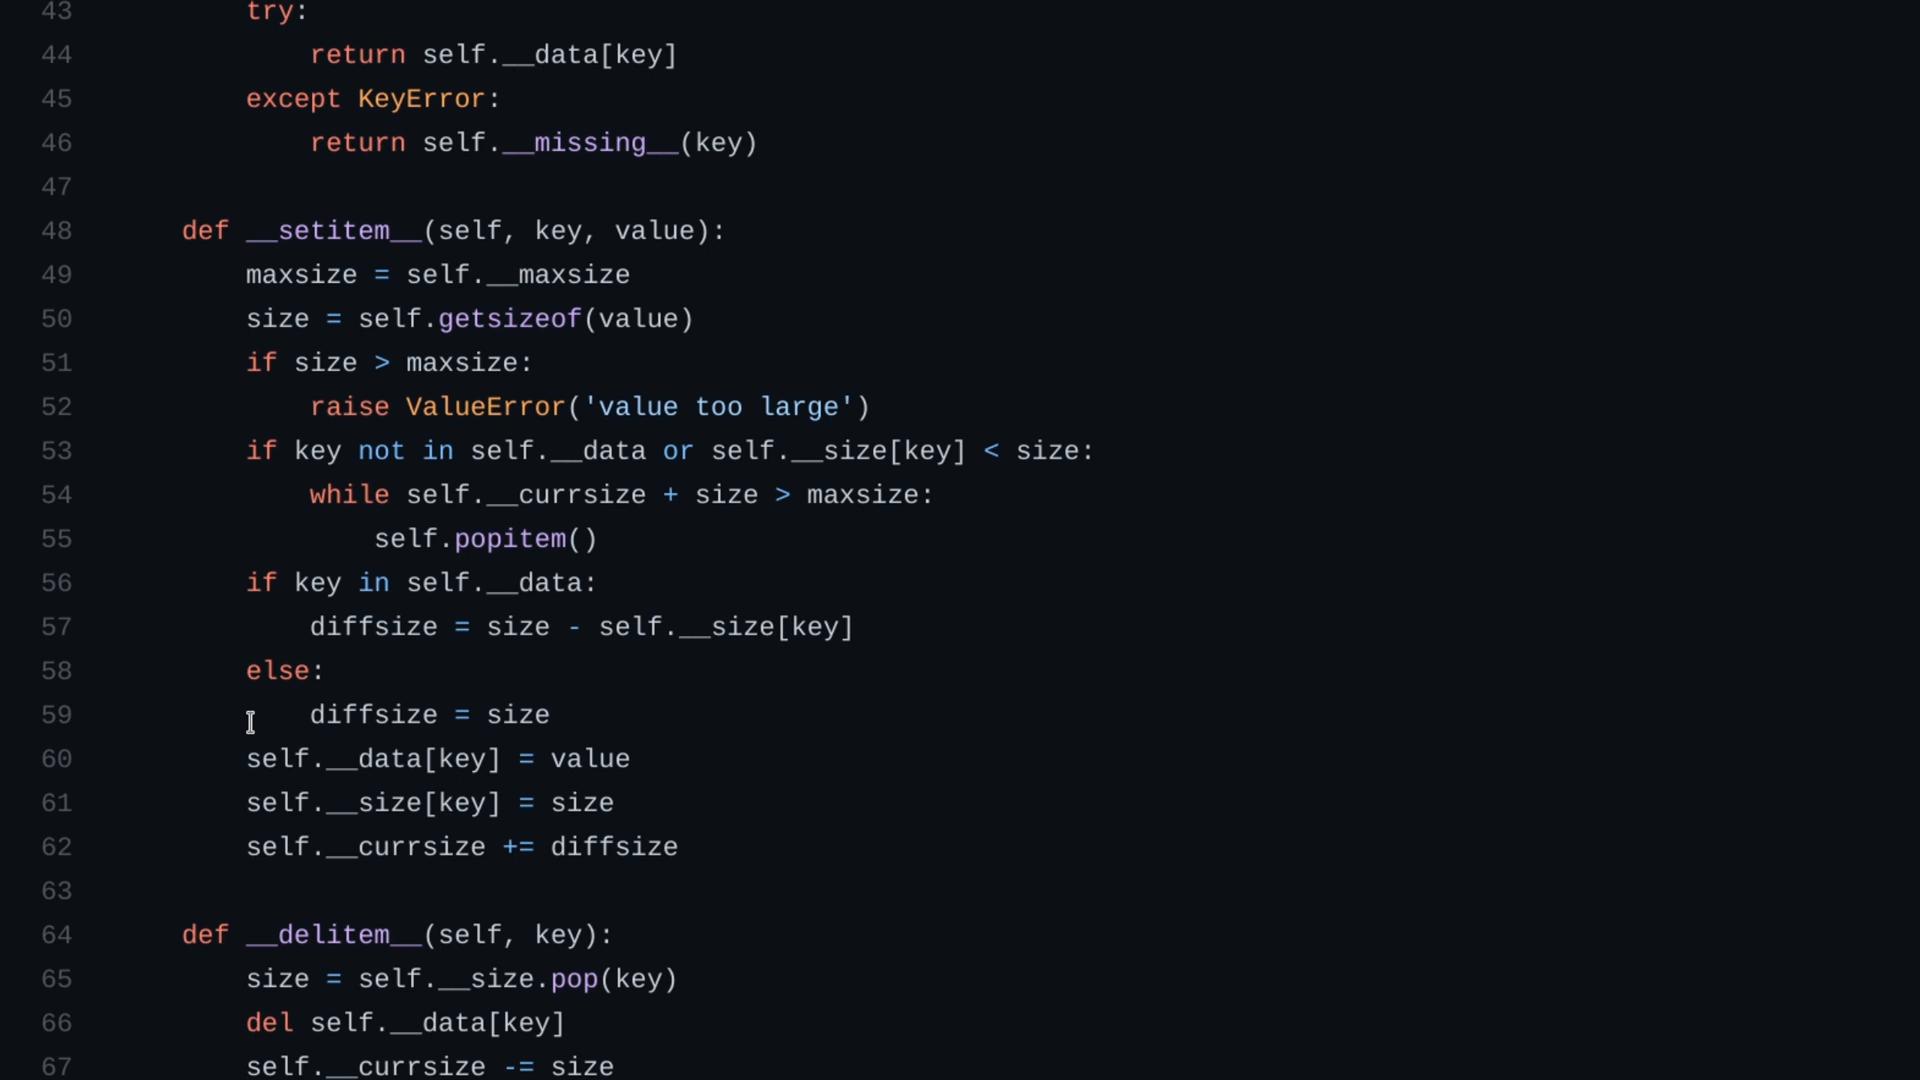 43 try:
44 return self.__data[key]
45 except KeyError:
46 return self.__missing__(key)
47
48 def __setitem__(self, key, value):
49 maxsize = self.__maxsize
50 size = self.getsizeof(value)
51 if size > maxsize:
52 raise ValueError('value too large')
53 if key not in self.__data or self.__size[key] < size:
54 while self.__currsize + size > maxsize:
55 self.popitem()
56 if key in self.__data:
57 diffsize = size - self.__size[key]
58 else:
59 diffsize = size
60 self.__data[key] = value
61 self.__size[key] = size
62 self.__currsize += diffsize
63
64 def __delitem__(self, key):
65 size = self.__size.pop(key)
66 del self.__data[key]
67 self.__currsize -= size